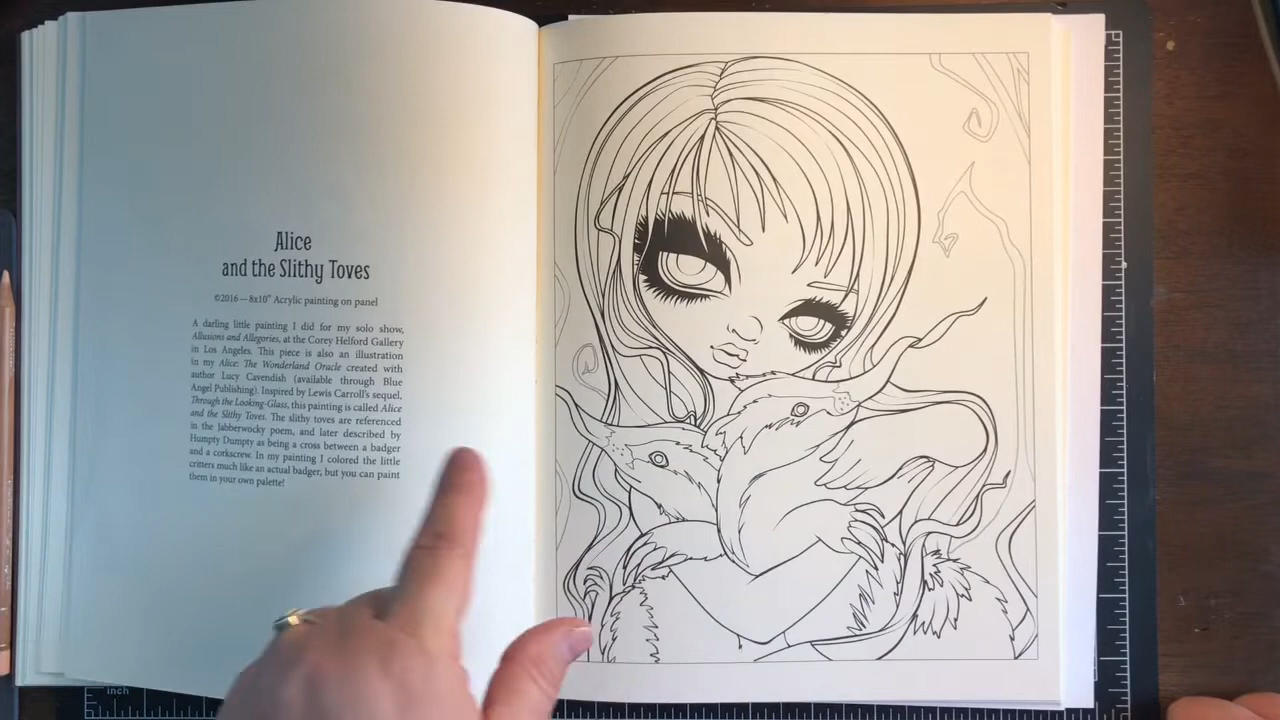 Alice
and the Slithy Toves
©2016—8x10" Acrylic painting on panel
A darling little painting I did for my solo show,
Allusions and Allegories, at the Corey Helford Gallery
in Los Angeles. This piece is also an illustration
in my Alice: The Wonderland Oracle created with
author Lucy Cavendish (available through Blue
Angel Publishing). Inspired by Lewis Carroll's sequel,
Through the Looking-Glass, this painting is called Alice
and the Slithy Toves. The slithy toves are referenced
in the Jabberwocky poem, and later described by
Humpty Dumpty as being a cross between a badger
and a corkscrew. In my painting I colored the little
critters much like an actual badger, but you can paint
them in your own palette!
inch